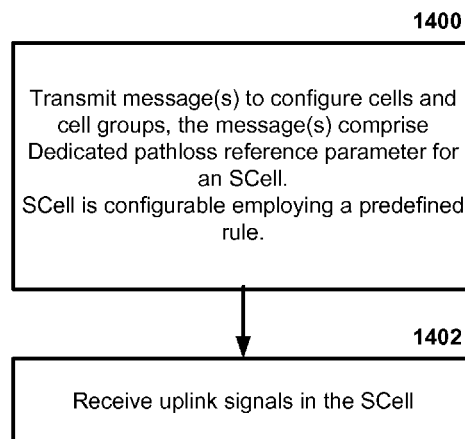 1400
Transmit message(s) to configure cells and
cell groups, the message(s) comprise
Dedicated pathloss reference parameter for
an SCell.
SCell is configurable employing a predefined
rule.
1402
Receive uplink signals in the SCell